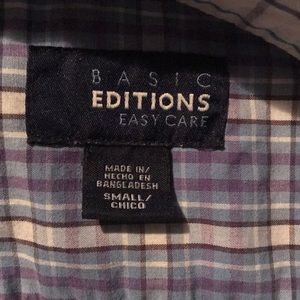 BASIC
EDITIONS
EASY CARE
MADE IN/
HECHO EN
BANGLADESH
SMALL/
CHICO